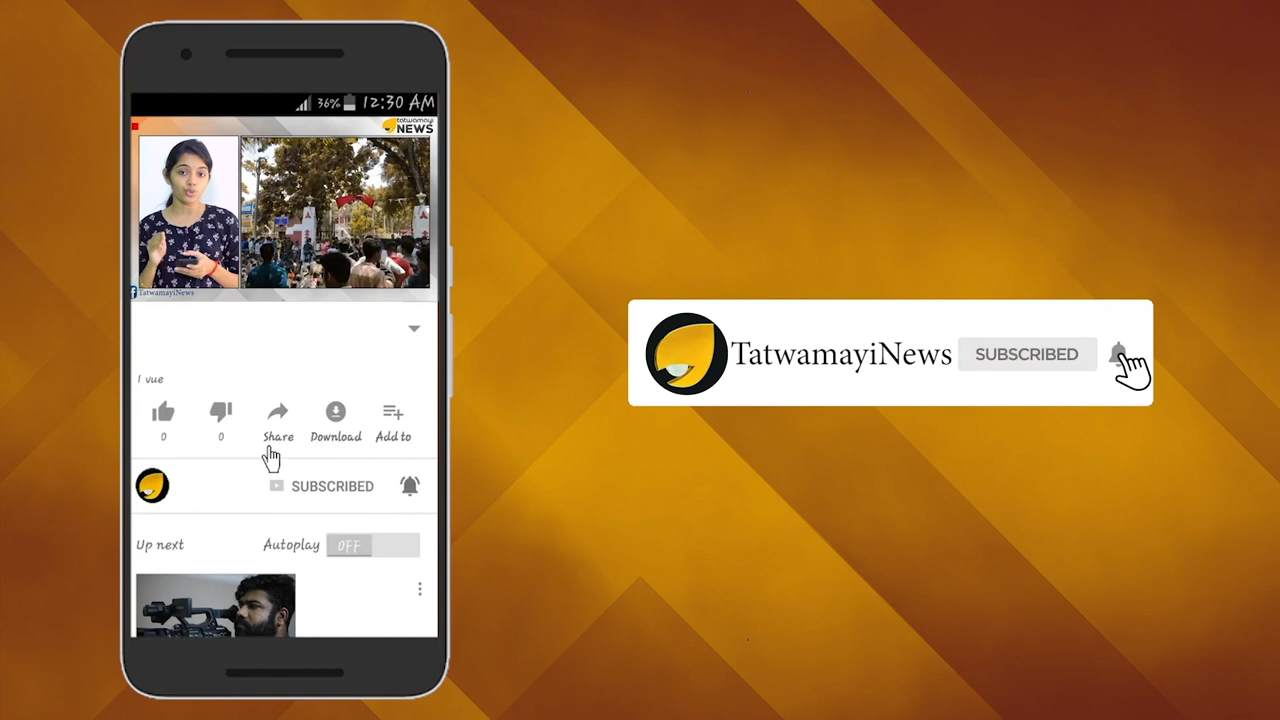 36% 12:30 AM
tatwamayi
NEWS
TatwamayiNews
1 vue
0 0 Share Download Add to
SUBSCRIBED
Up next Autoplay OFF
TatwamayiNews SUBSCRIBED